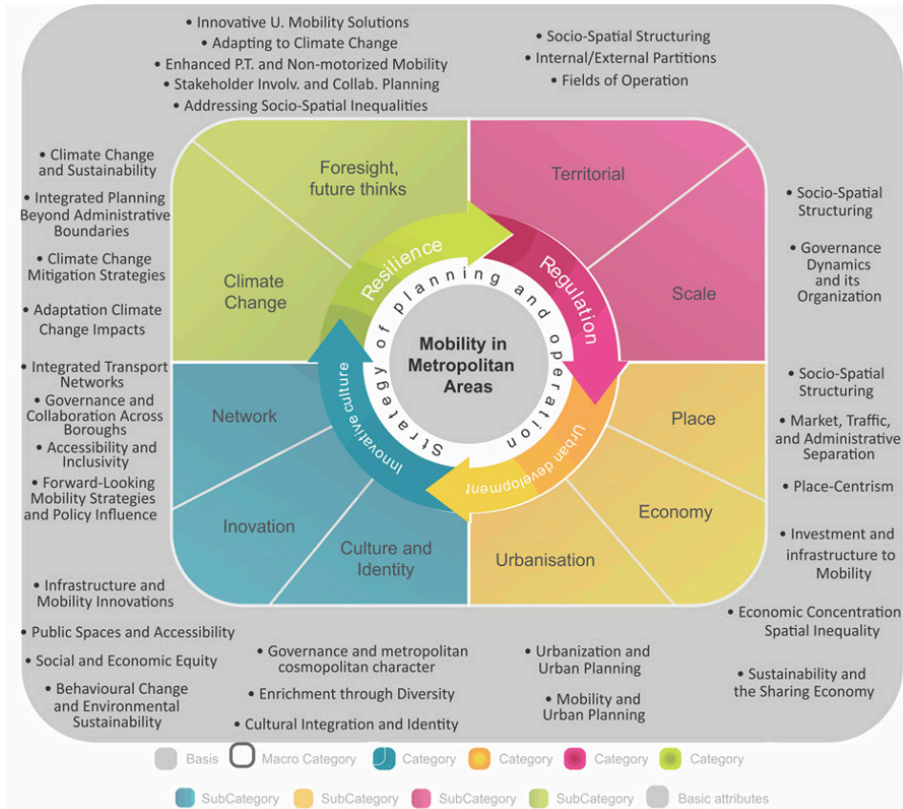 • Innovative U. Mobility Solutions
• Adapting to Climate Change
• Enhanced P.T. and Non-motorized Mobility
• Stakeholder Involv. and Collab. Planning
• Addressing Socio-Spatial Inequalities
• Socio-Spatial Structuring
• Internal/External Partitions
• Fields of Operation
• Climate Change
and Sustainability
• Integrated Planning
Beyond Administrative
Boundaries
• Climate Change
Mitigation Strategies
• Adaptation Climate
Change Impacts
• Integrated Transport
Networks
• Governance and
Collaboration Across
Boroughs
• Accessibility and
Inclusivity
• Forward-Looking
Mobility Strategies
and Policy Influence
Foresight,
future thinks
Climate
Change
Territorial
Scale
Resilience
Regulation
Strategy of planning and operation
Mobility in
Metropolitan
Areas
Innovative culture
Urban development
Network
Inovation
Culture and
Identity
Place
Economy
Urbanisation
• Socio-Spatial
Structuring
• Governance
Dynamics
and its
Organization
• Socio-Spatial
Structuring
• Market, Traffic,
and Administrative
Separation
• Place-Centrism
• Investment and
infrastructure to
Mobility
• Economic Concentration
Spatial Inequality
• Sustainability and
the Sharing Economy
• Infrastructure and
Mobility Innovations
• Public Spaces and Accessibility
• Social and Economic Equity
• Behavioural Change
and Environmental
Sustainability
• Governance and metropolitan
cosmopolitan character
• Enrichment through Diversity
• Cultural Integration and Identity
• Urbanization and
Urban Planning
• Mobility and
Urban Planning
Basis Macro Category Category Category Category Category
SubCategory SubCategory SubCategory SubCategory Basic attributes